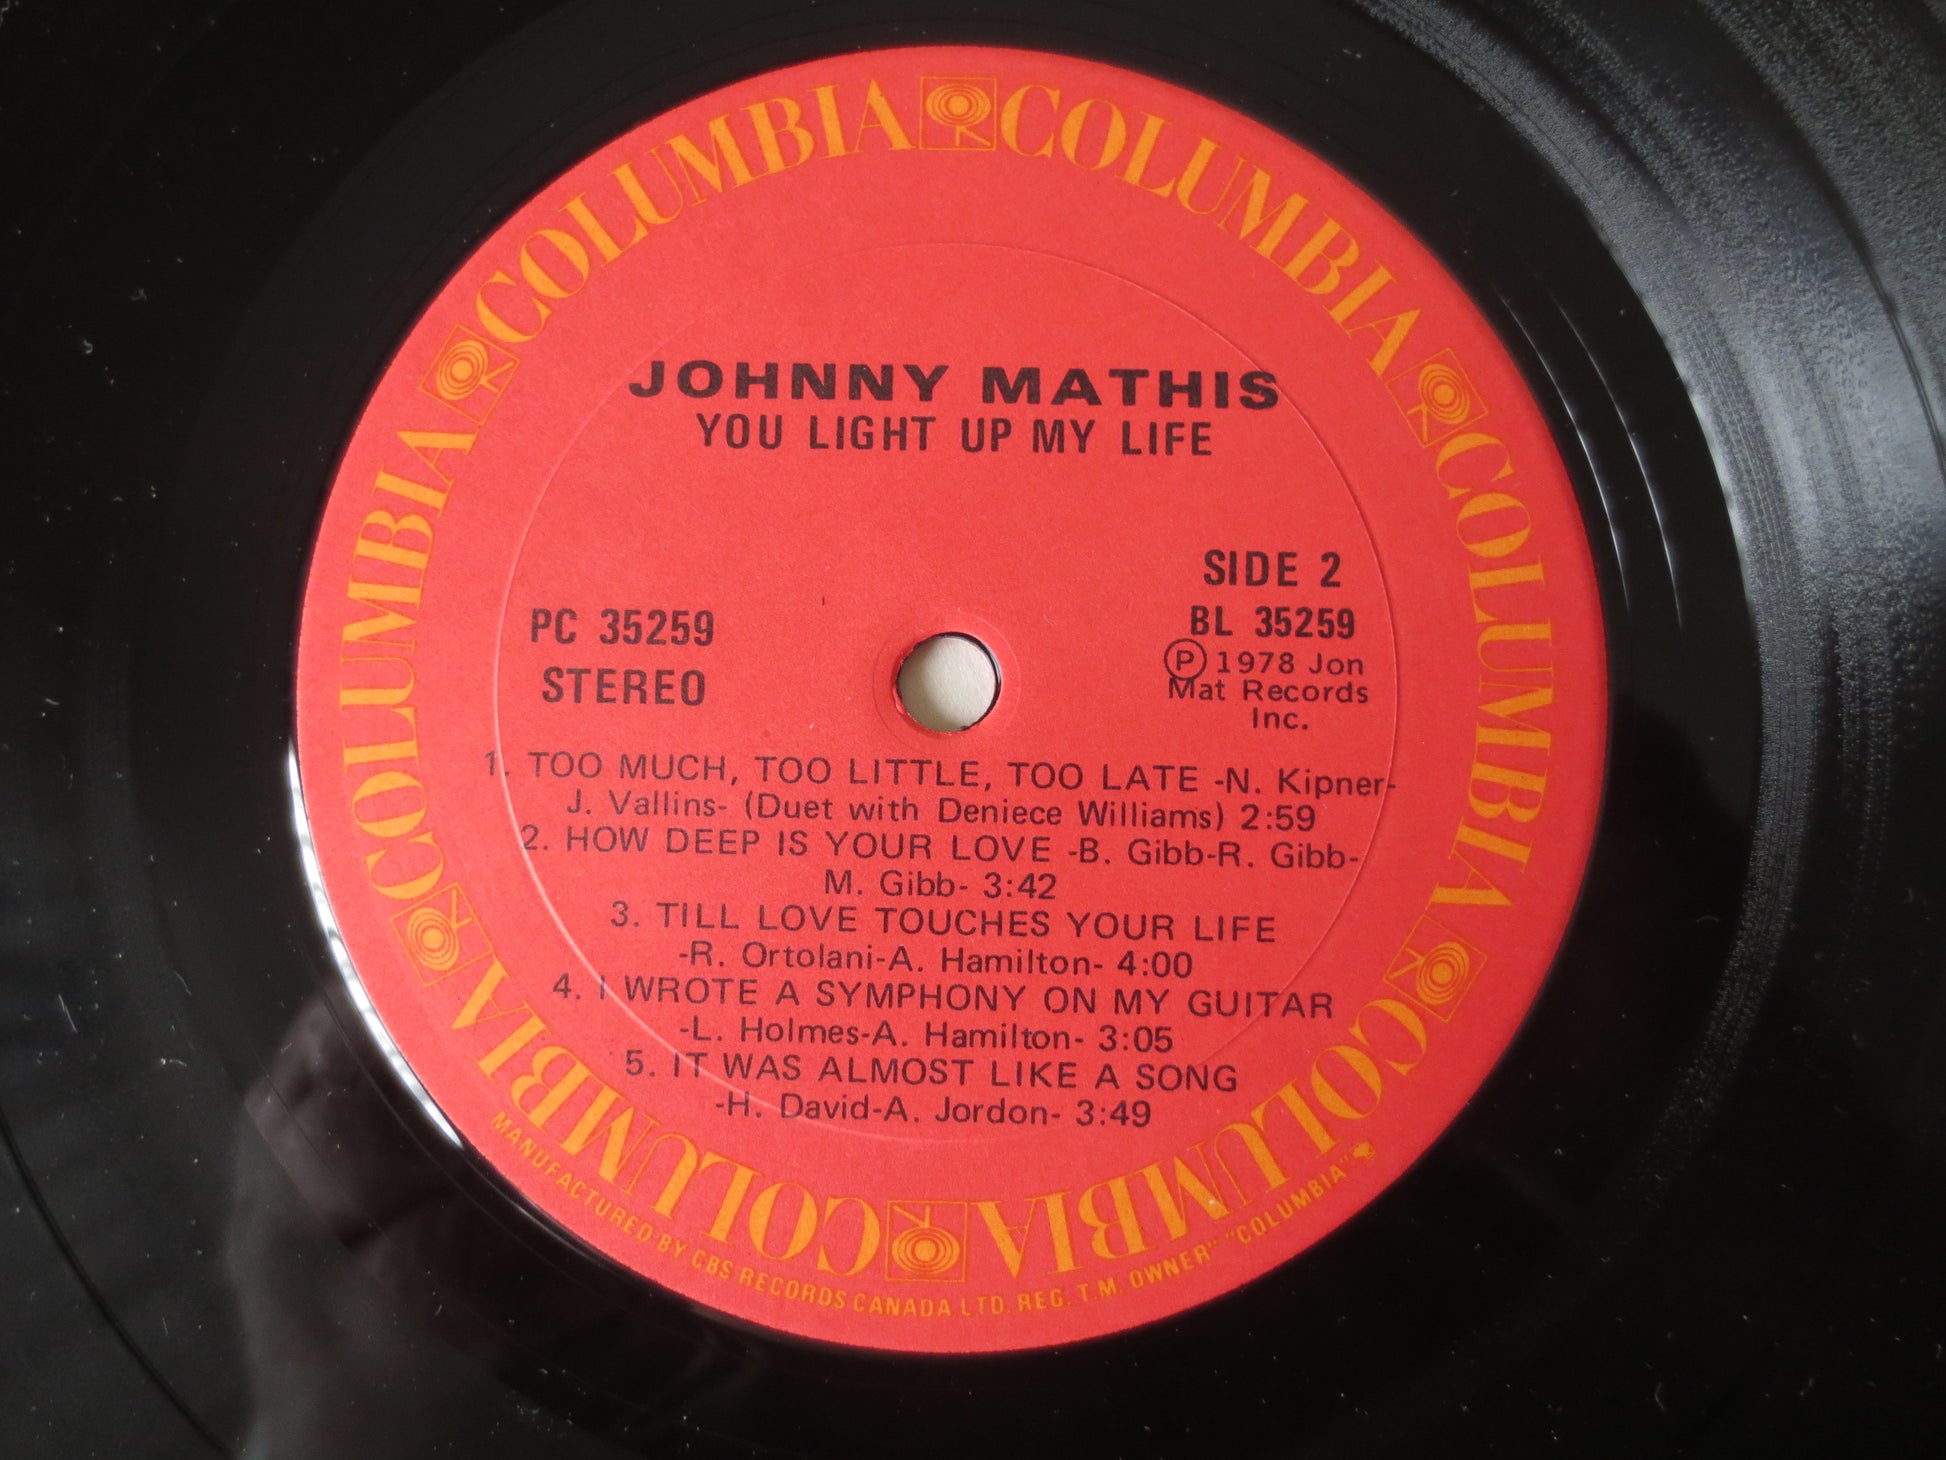 COLUMBIA COLUMBIA COLUMBIA COLUMBIA COLUMBIA COLUMBIA COLUMBIA COLUMBIA
JOHNNY MATHIS
YOU LIGHT UP MY LIFE
SIDE 2
PC 35259
BL 35259
STEREO
Ⓟ 1978 Jon
Mat Records
Inc.
1. TOO MUCH, TOO LITTLE, TOO LATE -N. Kipner-
J. Vallins- (Duet with Deniece Williams) 2:59
2. HOW DEEP IS YOUR LOVE -B. Gibb-R. Gibb-
M. Gibb- 3:42
3. TILL LOVE TOUCHES YOUR LIFE
-R. Ortolani-A. Hamilton- 4:00
4. I WROTE A SYMPHONY ON MY GUITAR
-L. Holmes-A. Hamilton- 3:05
5. IT WAS ALMOST LIKE A SONG
-H. David-A. Jordon- 3:49
MANUFACTURED BY CBS RECORDS CANADA LTD. REG. T.M. OWNER" "COLUMBIA"